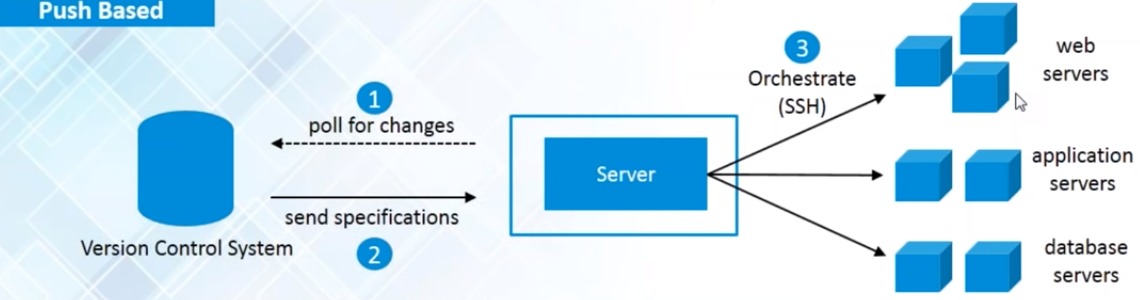 Push Based
1
poll for changes
send specifications
2
Version Control System
Server
3
Orchestrate
(SSH)
web
servers
application
servers
database
servers